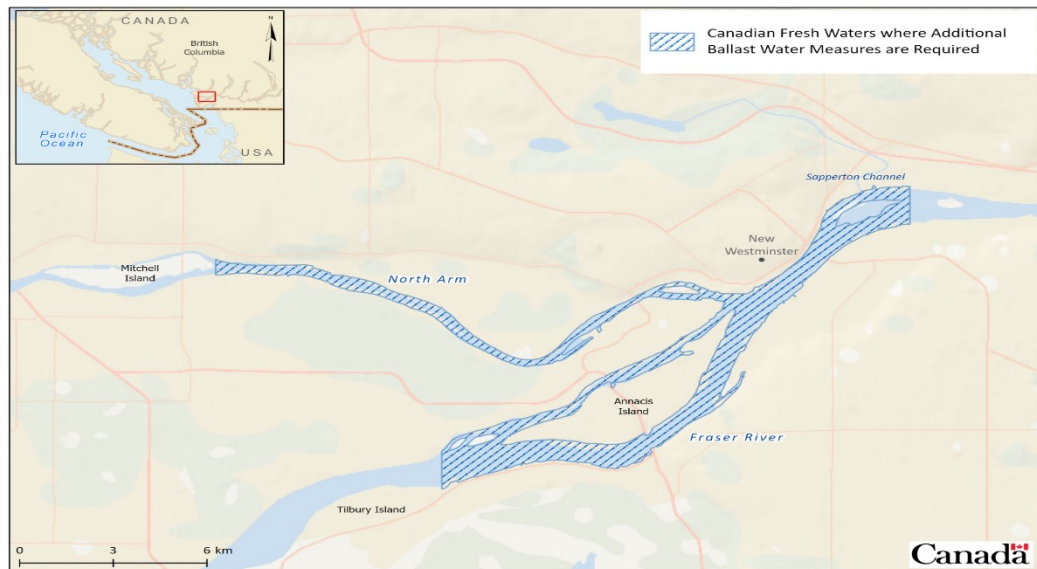 CANADA
N
British
Columbia
Pacific
Ocean
USA
Canadian Fresh Waters where Additional
Ballast Water Measures are Required
Sapperton Channel
New
Westminster
Mitchell
Island
North Arm
Annacis
Island
Fraser River
Tilbury Island
0 3 6 km
Canada